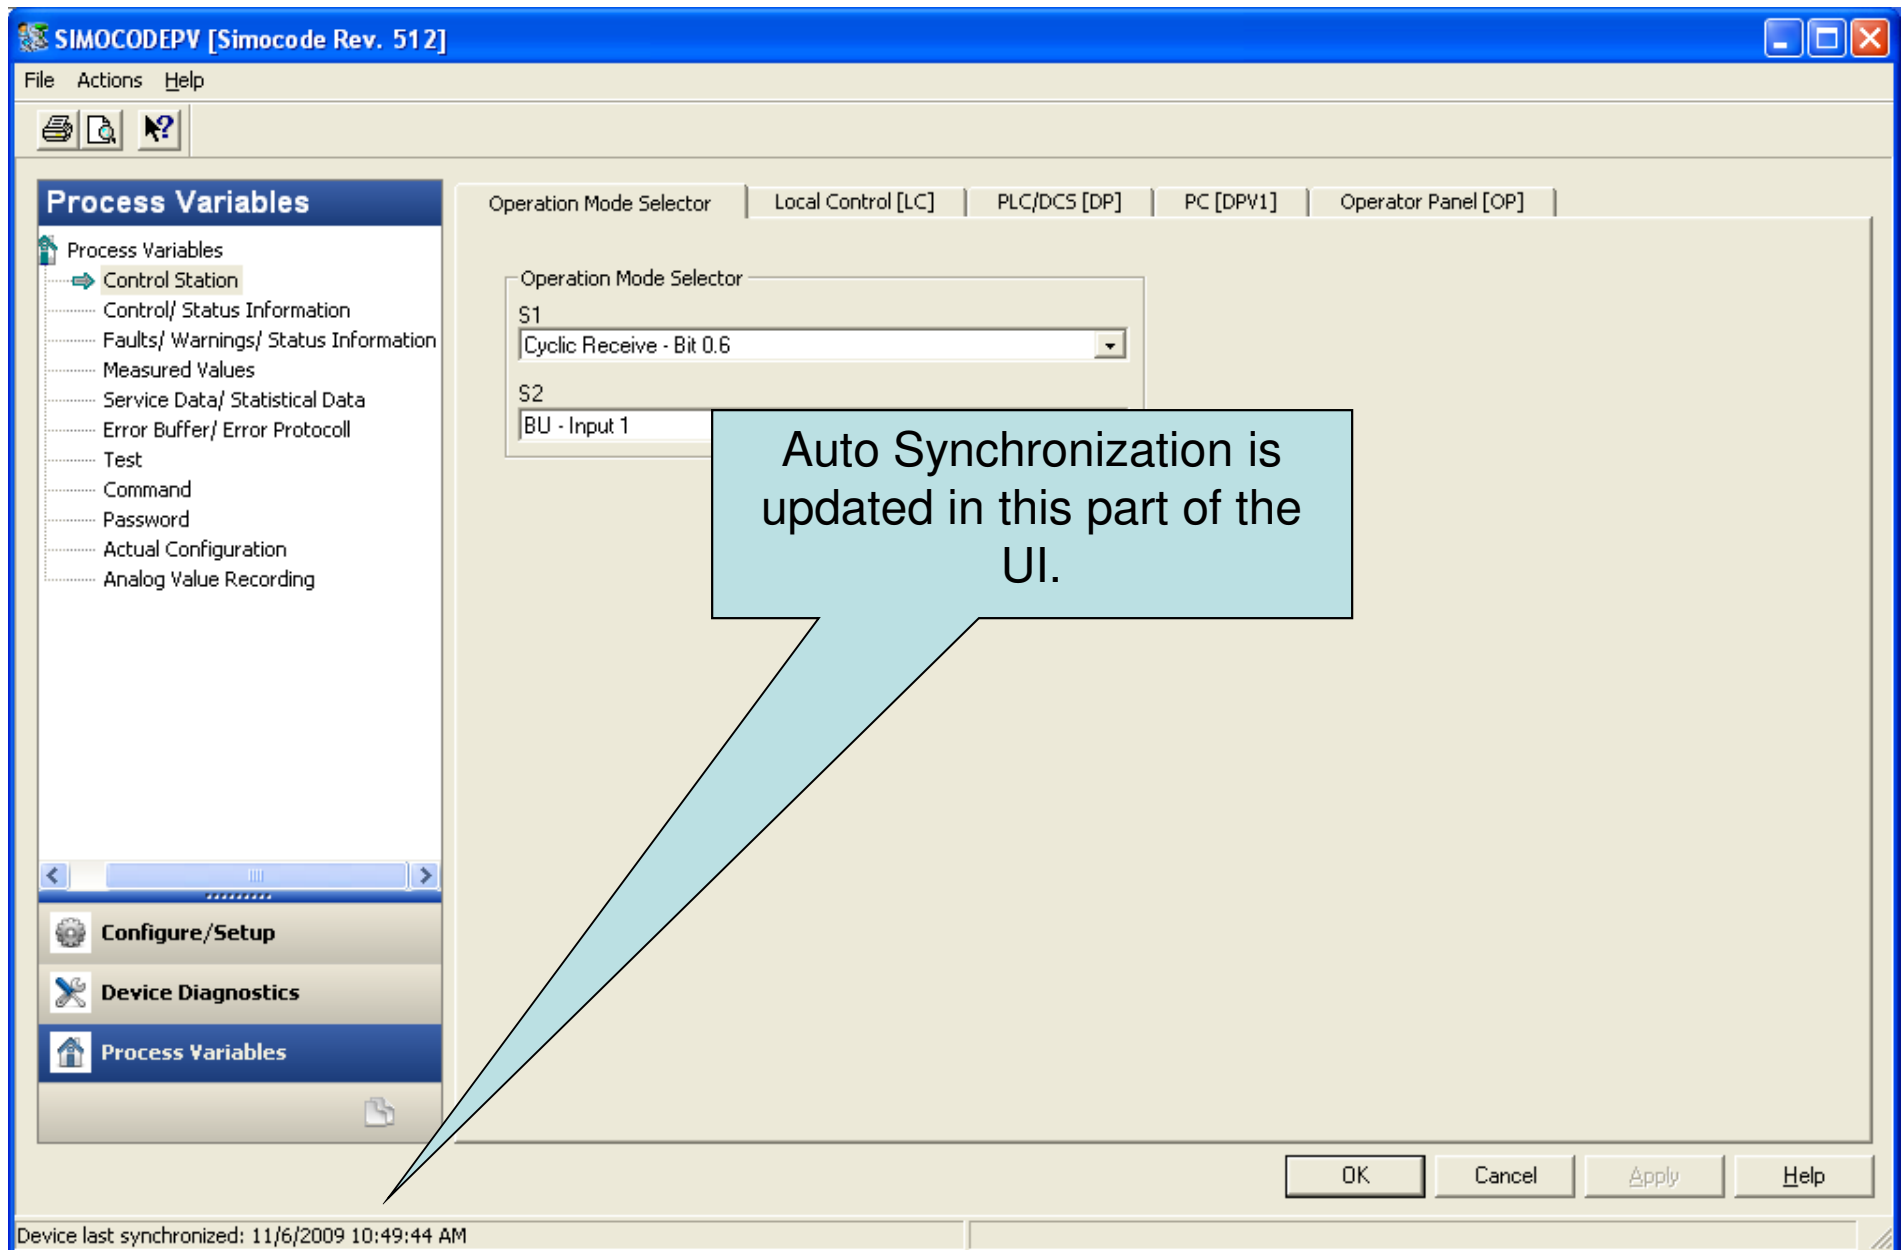 SIMOCODEPV [Simocode Rev. 512]
File Actions Help
Process Variables
Process Variables
Control Station
Control/ Status Information
Faults/ Warnings/ Status Information
Measured Values
Service Data/ Statistical Data
Error Buffer/ Error Protocoll
Test
Command
Password
Actual Configuration
Analog Value Recording
Configure/Setup
Device Diagnostics
Process Variables
Operation Mode Selector
Local Control [LC]
PLC/DCS [DP]
PC [DPV1]
Operator Panel [OP]
Operation Mode Selector
S1
Cyclic Receive - Bit 0.6
S2
BU - Input 1
Auto Synchronization is
updated in this part of the
UI.
OK
Cancel
Apply
Help
Device last synchronized: 11/6/2009 10:49:44 AM